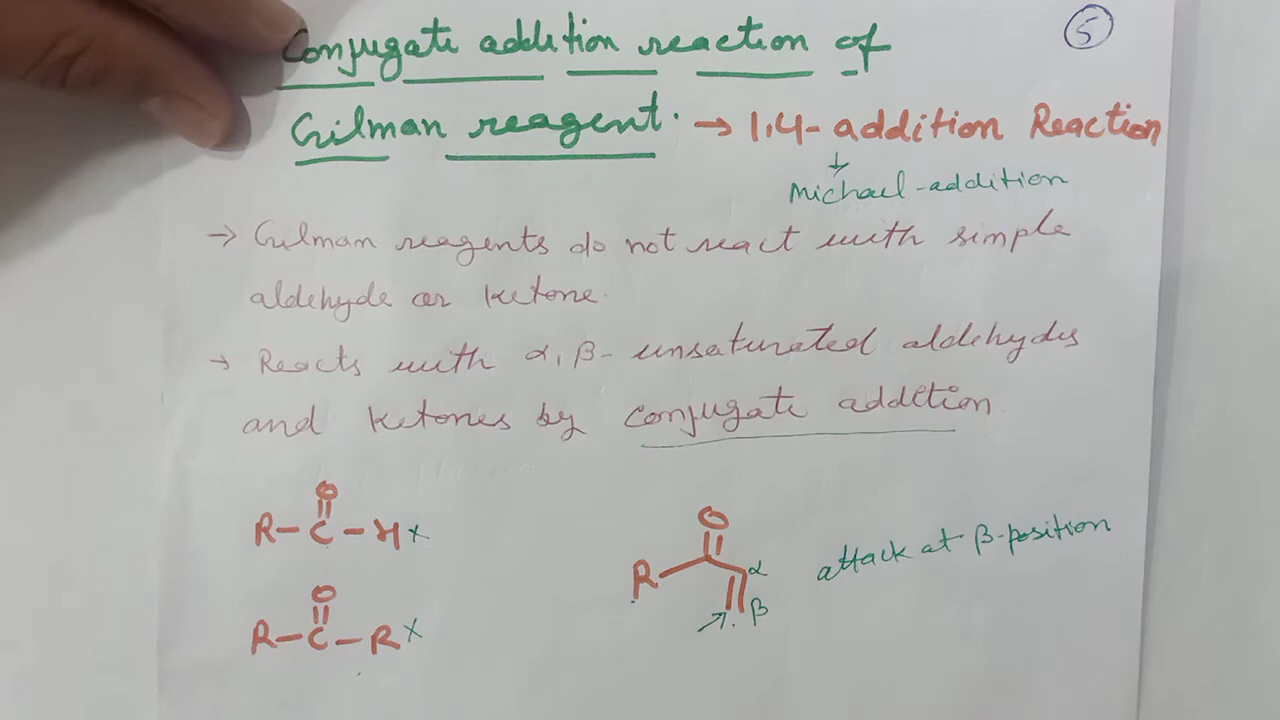 Conjugate addition reaction of
5
Gilman reagent. → 1,4-addition Reaction
↓
Michael-addition
→ Gilman reagents do not react with simple
aldehyde or ketone.
→ Reacts with α,β- unsaturated aldehydes
and ketones by conjugate addition
O
R-C-H x
O
R-C-R x
O
R
α
β
attack at β-position